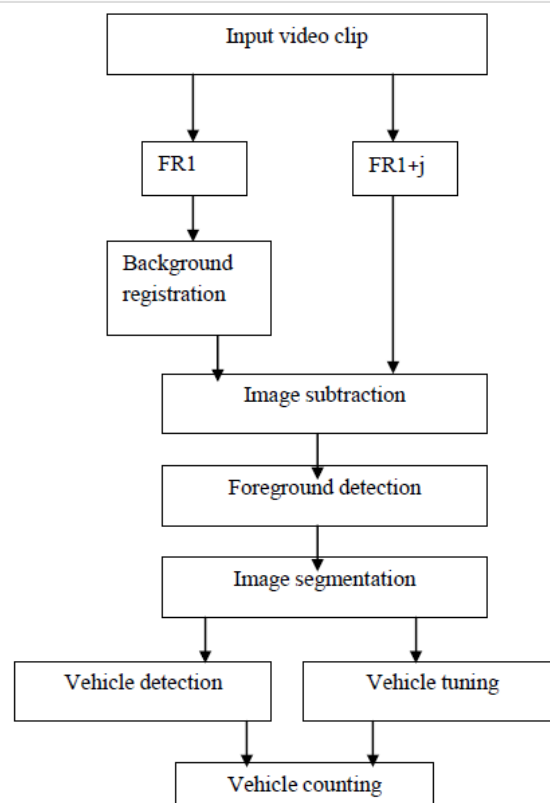 Input video clip
FR1
FR1+j
Background
registration
Image subtraction
Foreground detection
Image segmentation
Vehicle detection
Vehicle tuning
Vehicle counting